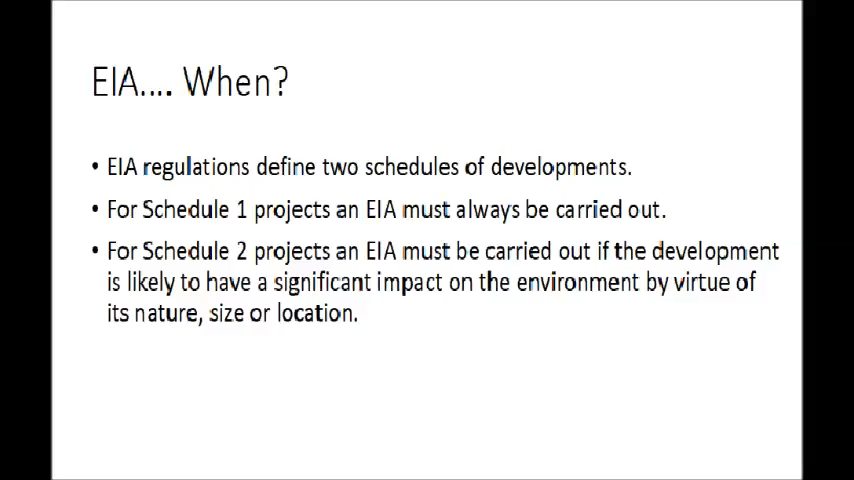 EIA.... When?
• EIA regulations define two schedules of developments.
• For Schedule 1 projects an EIA must always be carried out.
• For Schedule 2 projects an EIA must be carried out if the development
is likely to have a significant impact on the environment by virtue of
its nature, size or location.